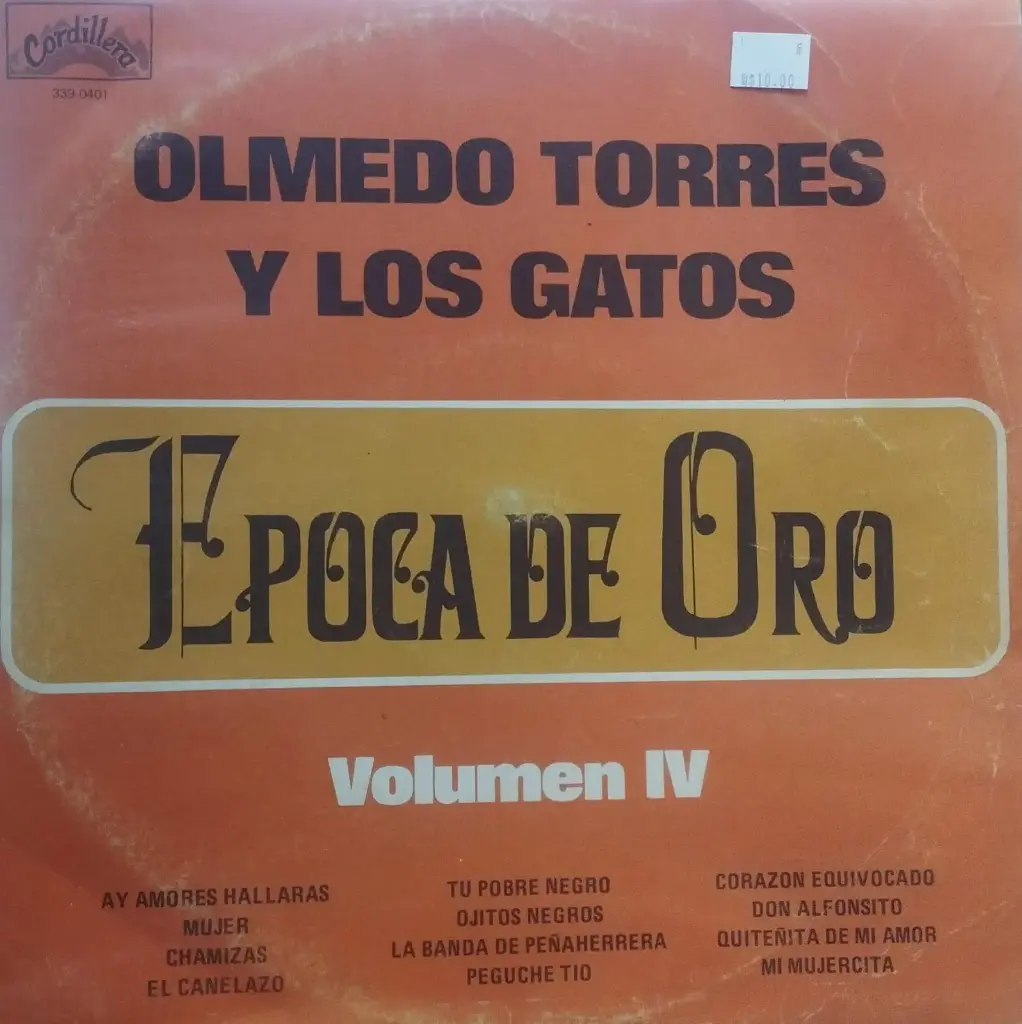 Cordillera
339-0401
$10.00
OLMEDO TORRES
Y LOS GATOS
EPOCA DE ORO
Volumen IV
AY AMORES HALLARAS
MUJER
CHAMIZAS
EL CANELAZO
TU POBRE NEGRO
OJITOS NEGROS
LA BANDA DE PEÑAHERRERA
PEGUCHE TIO
CORAZON EQUIVOCADO
DON ALFONSITO
QUITEÑITA DE MI AMOR
MI MUJERCITA